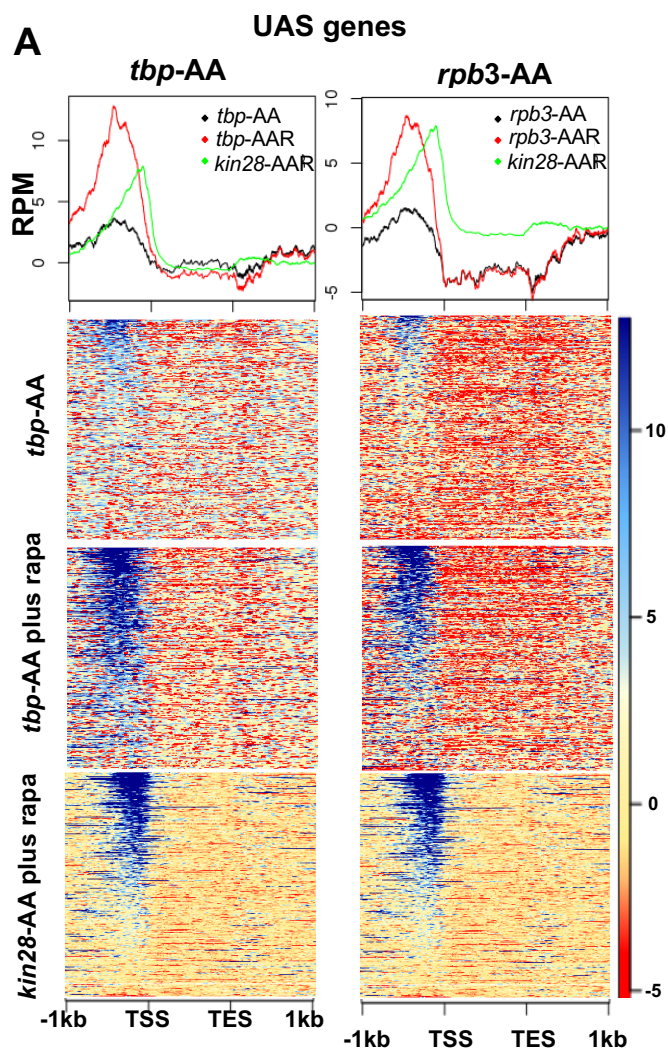 UAS genes
A
tbp-AA
rpb3-AA
RPM
10
5
0
tbp-AA
tbp-AAR
kin28-AAR
10
5
0
-5
rpb3-AA
rpb3-AAR
kin28-AAR
tbp-AA
tbp-AA plus rapa
kin28-AA plus rapa
10
5
0
-5
-1kb TSS TES 1kb
-1kb TSS TES 1kb